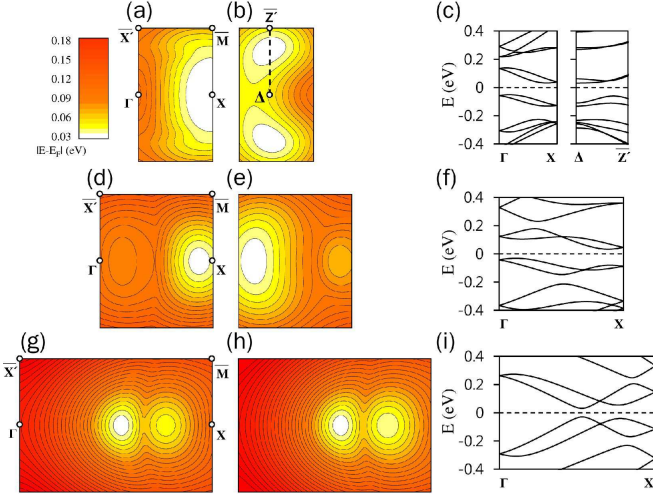 (a)
(b)
(c)
(d)
(e)
(f)
(g)
(h)
(i)
0.18
0.15
0.12
0.09
0.06
0.03
|E-E_F| (eV)
X̅′
M̅
Γ
X
Z̅′
Δ
E (eV)
0.4
0.2
0
-0.2
-0.4
Γ
X
Δ
Z̅′
X̅′
M̅
Γ
X
E (eV)
0.4
0.2
0
-0.2
-0.4
Γ
X
X̅′
M̅
Γ
X
E (eV)
0.4
0.2
0
-0.2
-0.4
Γ
X